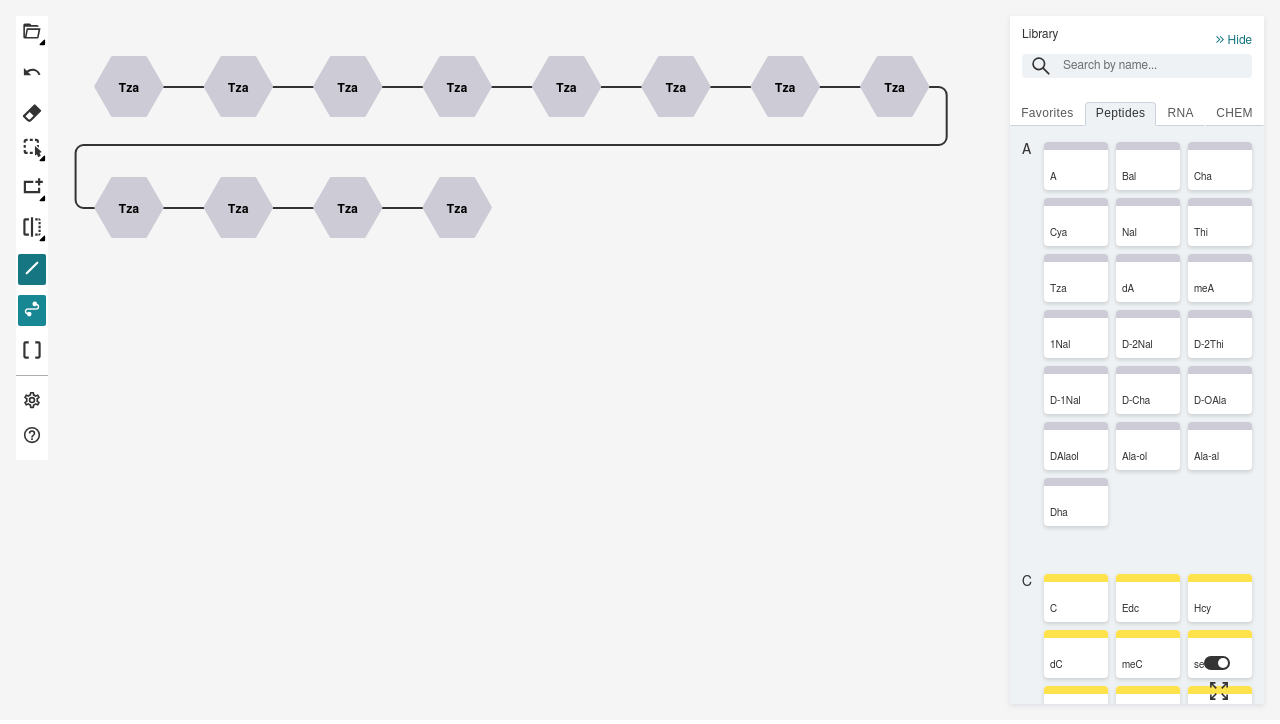 Tza Tza Tza Tza Tza Tza Tza Tza
Tza Tza Tza Tza
Library
Hide
Search by name...
Favorites Peptides RNA CHEM
A
A Bal Cha
Cya Nal Thi
Tza dA meA
1Nal D-2Nal D-2Thi
D-1Nal D-Cha D-OAla
DAlaol Ala-ol Ala-al
Dha
C
C Edc Hcy
dC meC